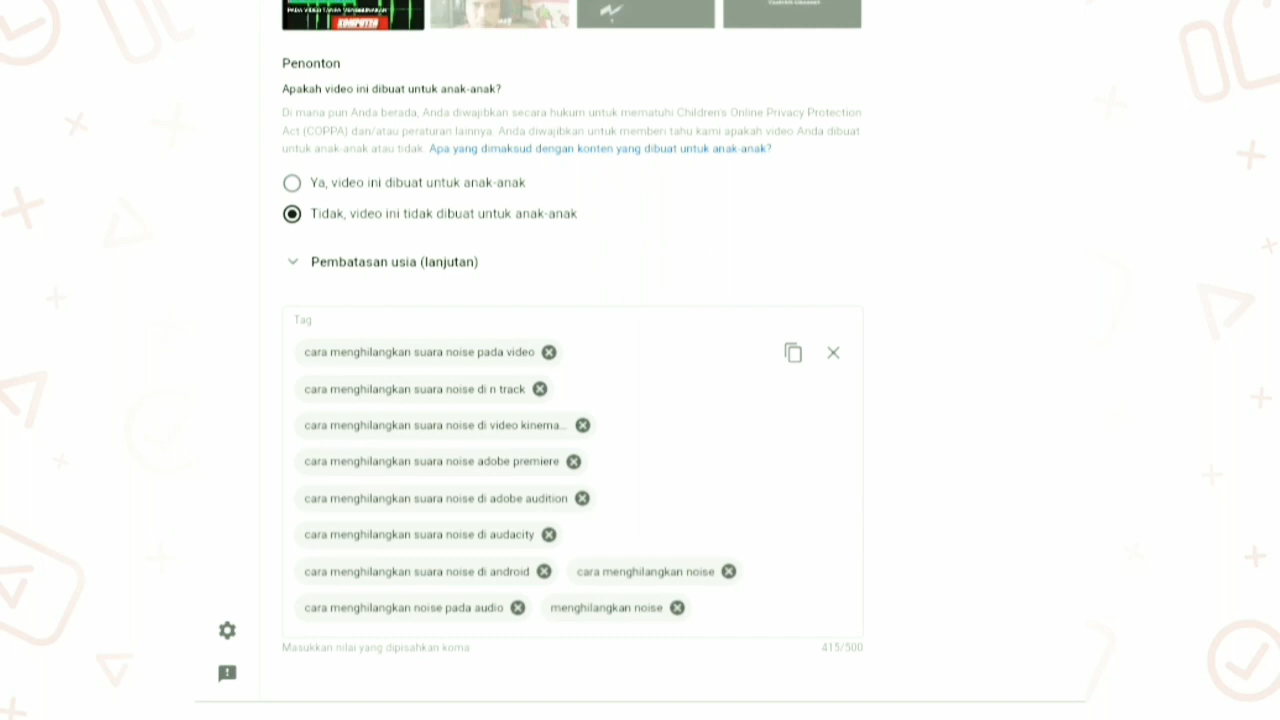 KOMPUTER
Penonton
Apakah video ini dibuat untuk anak-anak?
Di mana pun Anda berada, Anda diwajibkan secara hukum untuk mematuhi Children's Online Privacy Protection
Act (COPPA) dan/atau peraturan lainnya. Anda diwajibkan untuk memberi tahu kami apakah video Anda dibuat
untuk anak-anak atau tidak. Apa yang dimaksud dengan konten yang dibuat untuk anak-anak?
Ya, video ini dibuat untuk anak-anak
Tidak, video ini tidak dibuat untuk anak-anak
Pembatasan usia (lanjutan)
Tag
cara menghilangkan suara noise pada video
cara menghilangkan suara noise di n track
cara menghilangkan suara noise di video kinema...
cara menghilangkan suara noise adobe premiere
cara menghilangkan suara noise di adobe audition
cara menghilangkan suara noise di audacity
cara menghilangkan suara noise di android cara menghilangkan noise
cara menghilangkan noise pada audio menghilangkan noise
Masukkan nilai yang dipisahkan koma 415/500